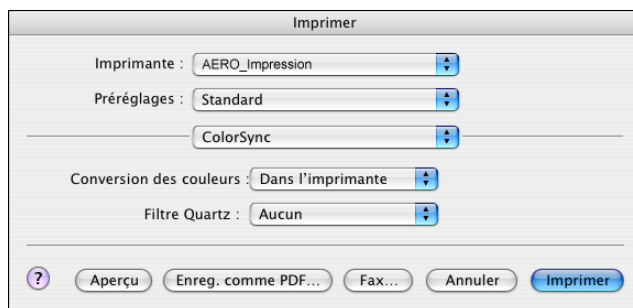 Imprimer
Imprimante : AERO_Impression
Préréglages : Standard
ColorSync
Conversion des couleurs : Dans l'imprimante
Filtre Quartz : Aucun
? Aperçu Enreg. comme PDF... Fax... Annuler Imprimer